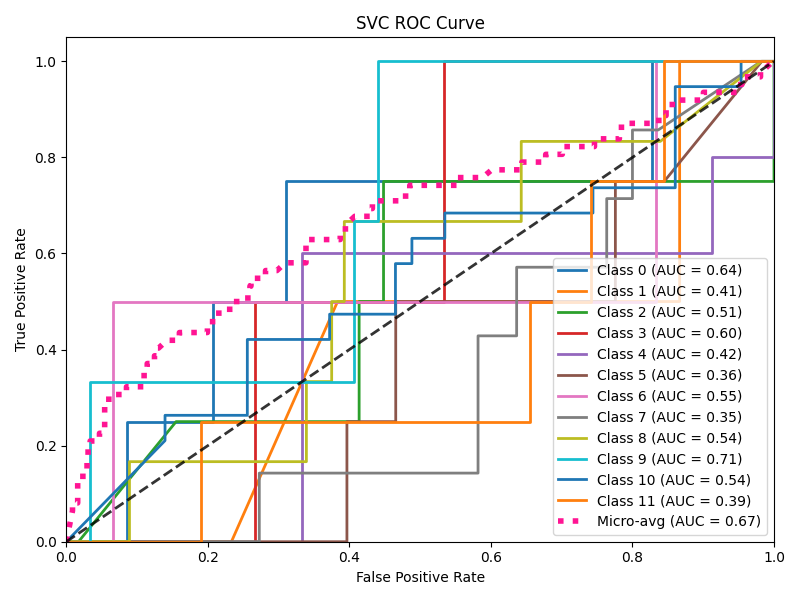 SVC ROC Curve
True Positive Rate
1.0
0.8
0.6
0.4
0.2
0.0
Class 0 (AUC = 0.64)
Class 1 (AUC = 0.41)
Class 2 (AUC = 0.51)
Class 3 (AUC = 0.60)
Class 4 (AUC = 0.42)
Class 5 (AUC = 0.36)
Class 6 (AUC = 0.55)
Class 7 (AUC = 0.35)
Class 8 (AUC = 0.54)
Class 9 (AUC = 0.71)
Class 10 (AUC = 0.54)
Class 11 (AUC = 0.39)
Micro-avg (AUC = 0.67)
0.0 0.2 0.4 0.6 0.8 1.0
False Positive Rate